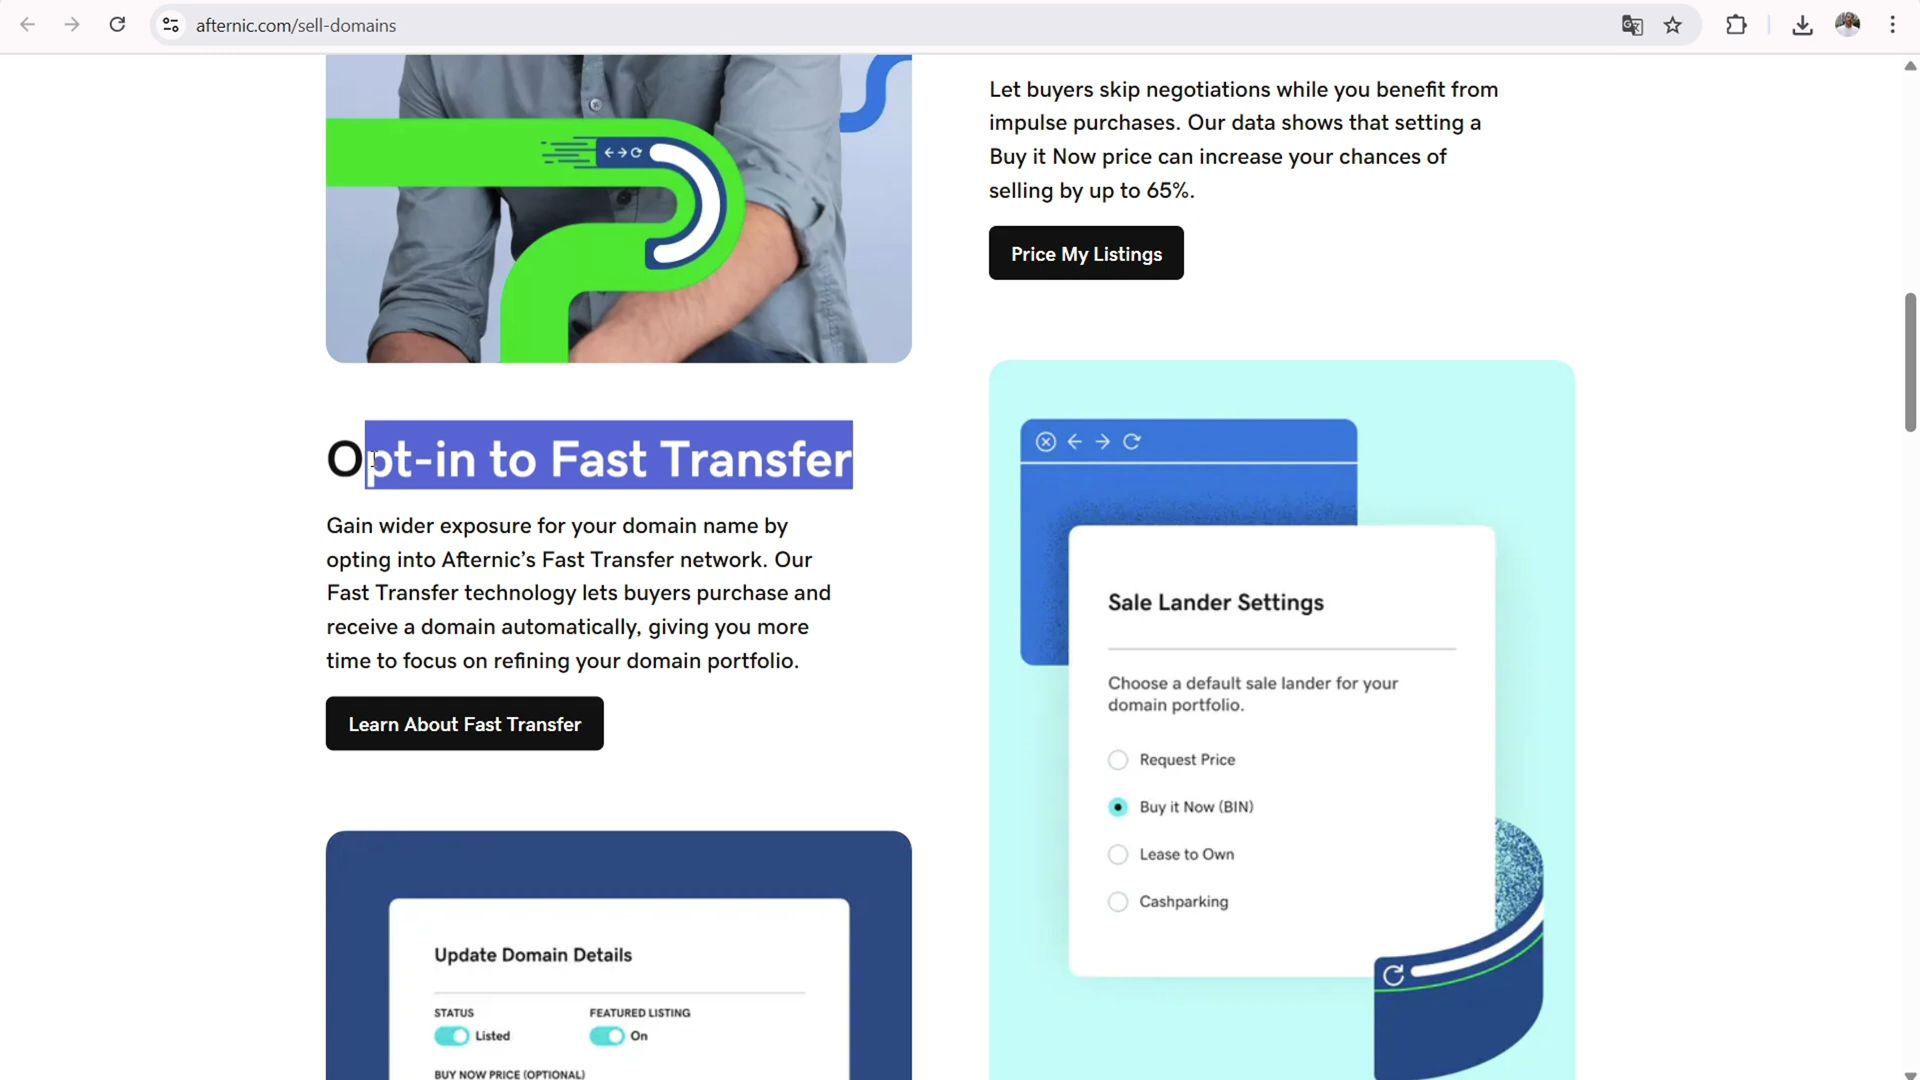 afternic.com/sell-domains
Let buyers skip negotiations while you benefit from
impulse purchases. Our data shows that setting a
Buy it Now price can increase your chances of
selling by up to 65%.
Price My Listings
Opt-in to Fast Transfer
Gain wider exposure for your domain name by
opting into Afternic’s Fast Transfer network. Our
Fast Transfer technology lets buyers purchase and
receive a domain automatically, giving you more
time to focus on refining your domain portfolio.
Learn About Fast Transfer
Sale Lander Settings
Choose a default sale lander for your
domain portfolio.
Request Price
Buy it Now (BIN)
Lease to Own
Cashparking
Update Domain Details
STATUS FEATURED LISTING
Listed On
BUY NOW PRICE (OPTIONAL)